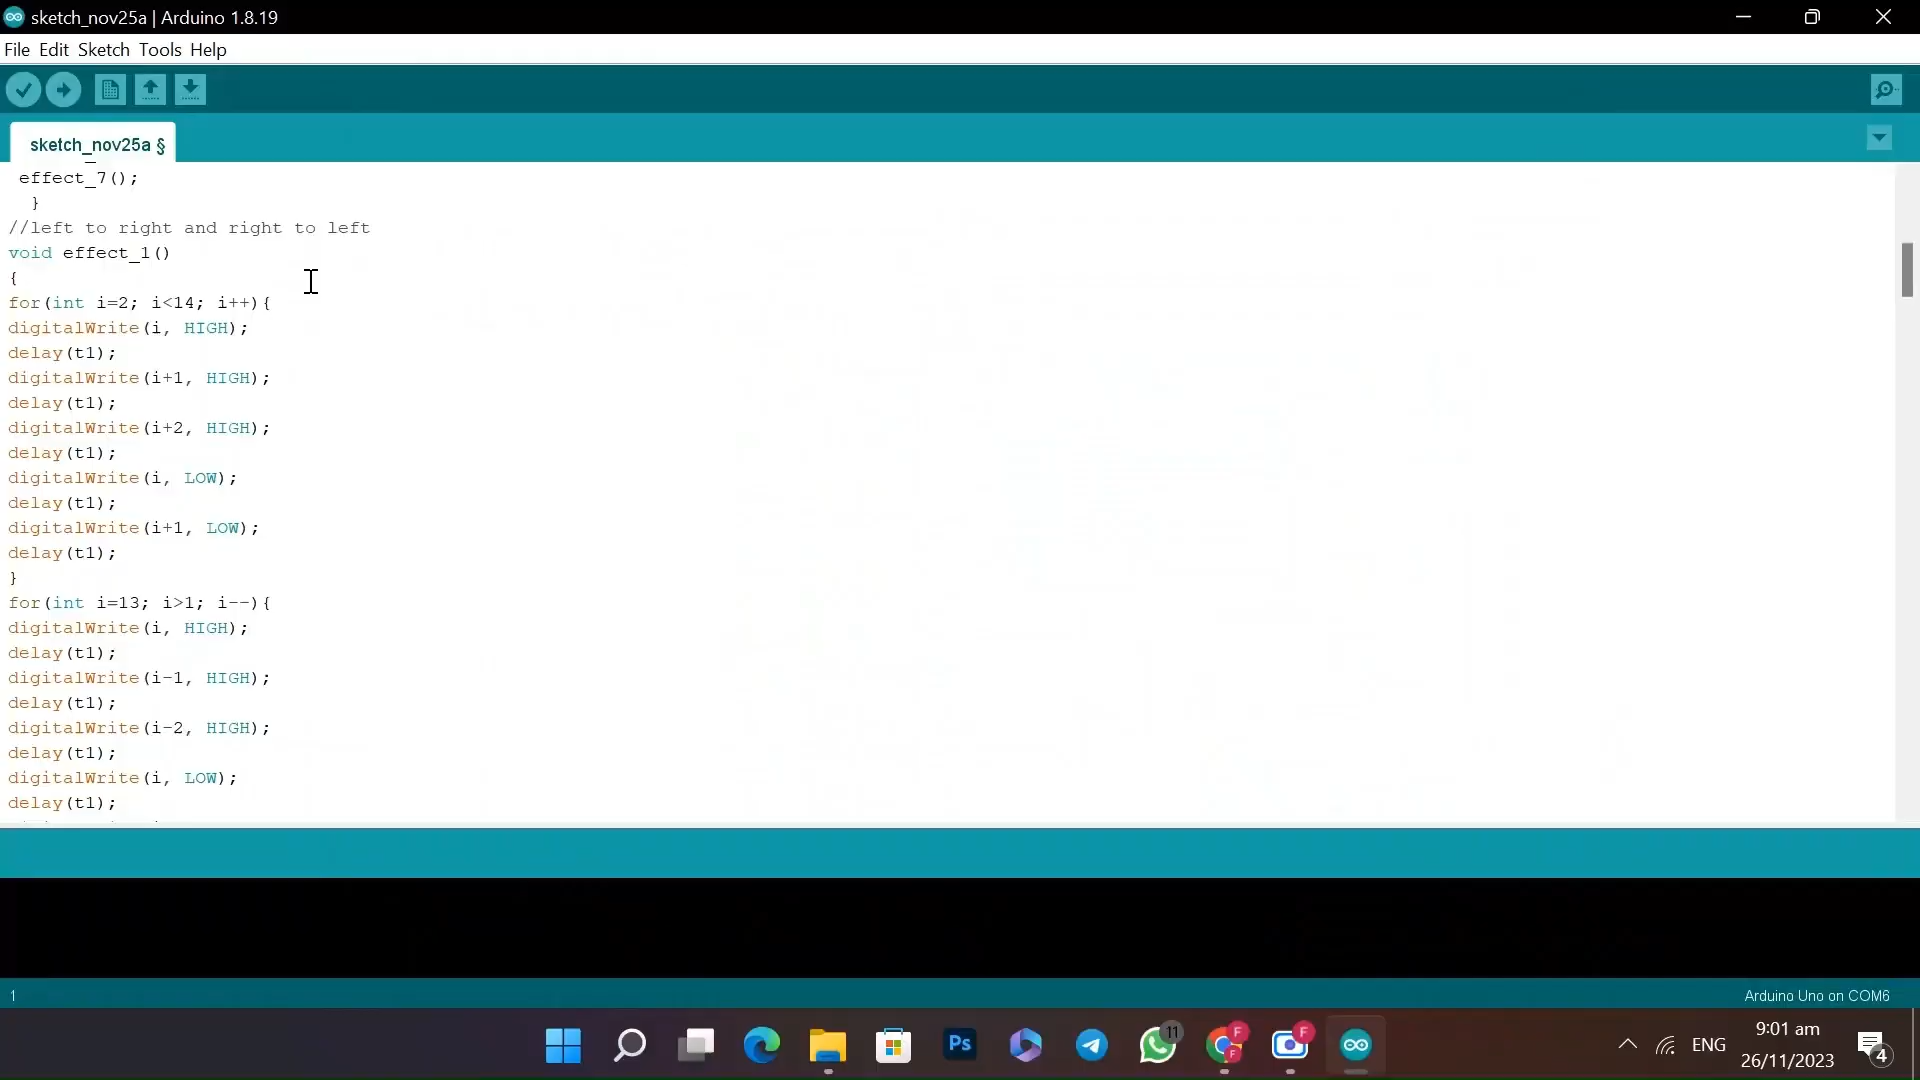 sketch_nov25a | Arduino 1.8.19
File Edit Sketch Tools Help
sketch_nov25a §
effect_7();
}
//left to right and right to left
void effect_1()
{
for(int i=2; i<14; i++){
digitalWrite(i, HIGH);
delay(t1);
digitalWrite(i+1, HIGH);
delay(t1);
digitalWrite(i+2, HIGH);
delay(t1);
digitalWrite(i, LOW);
delay(t1);
digitalWrite(i+1, LOW);
delay(t1);
}
for(int i=13; i>1; i--){
digitalWrite(i, HIGH);
delay(t1);
digitalWrite(i-1, HIGH);
delay(t1);
digitalWrite(i-2, HIGH);
delay(t1);
digitalWrite(i, LOW);
delay(t1);
1
Arduino Uno on COM6
Ps
11
F
F
F
ENG
9:01 am
26/11/2023
4